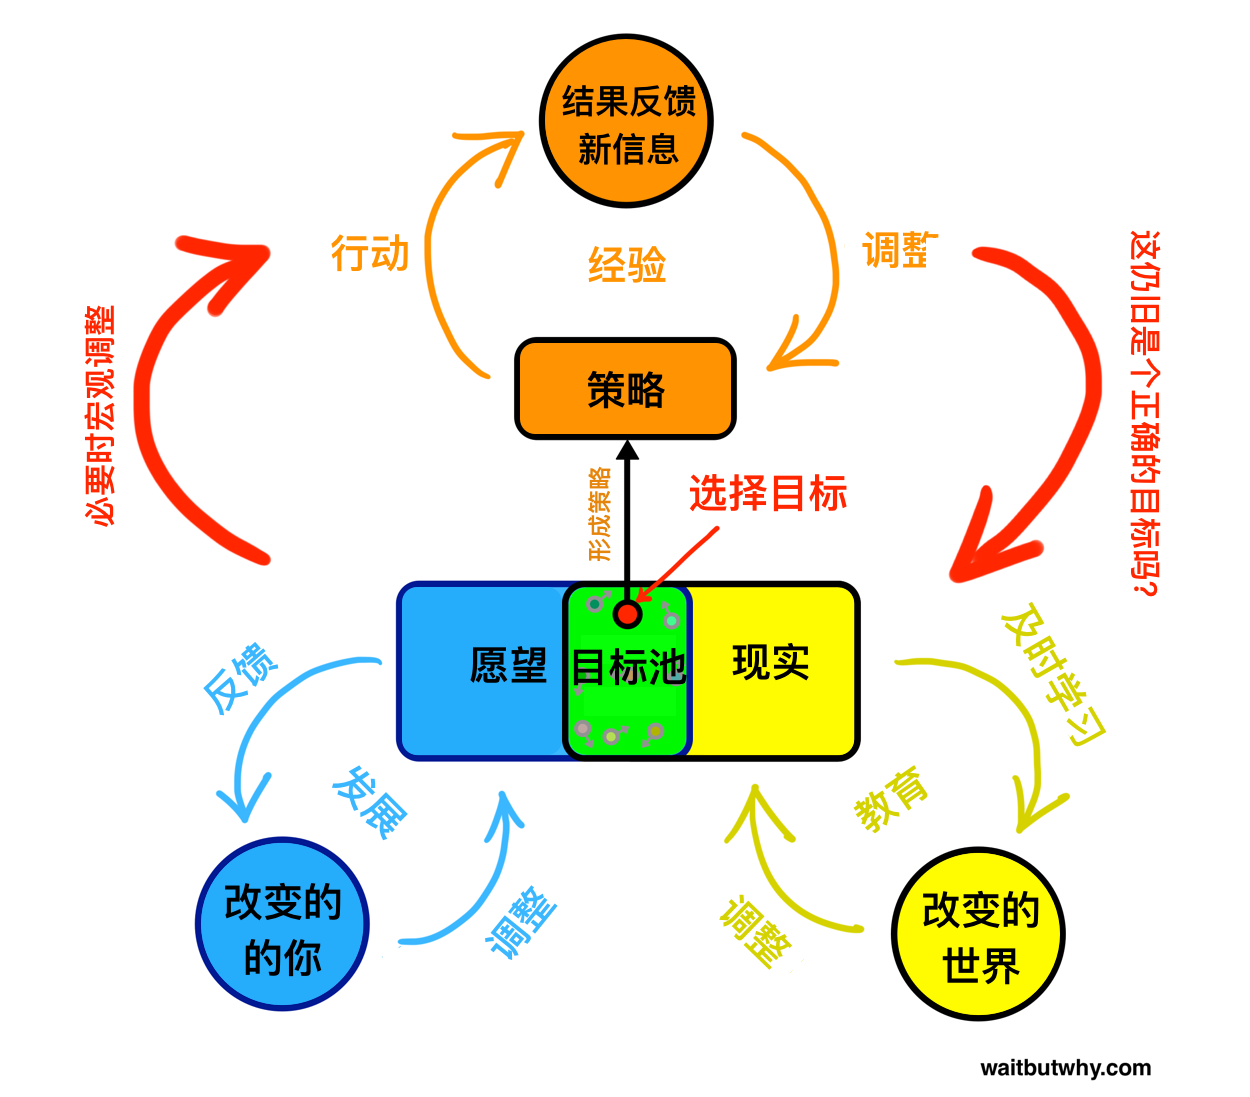 结果反馈
新信息
行动
经验
调整
策略
必要时宏观调整
这仍旧是个正确的目标吗？
形成策略
选择目标
愿望
目标池
现实
反馈
发展
调整
及时学习
教育
调整
改变的
的你
改变的
世界
waitbutwhy.com